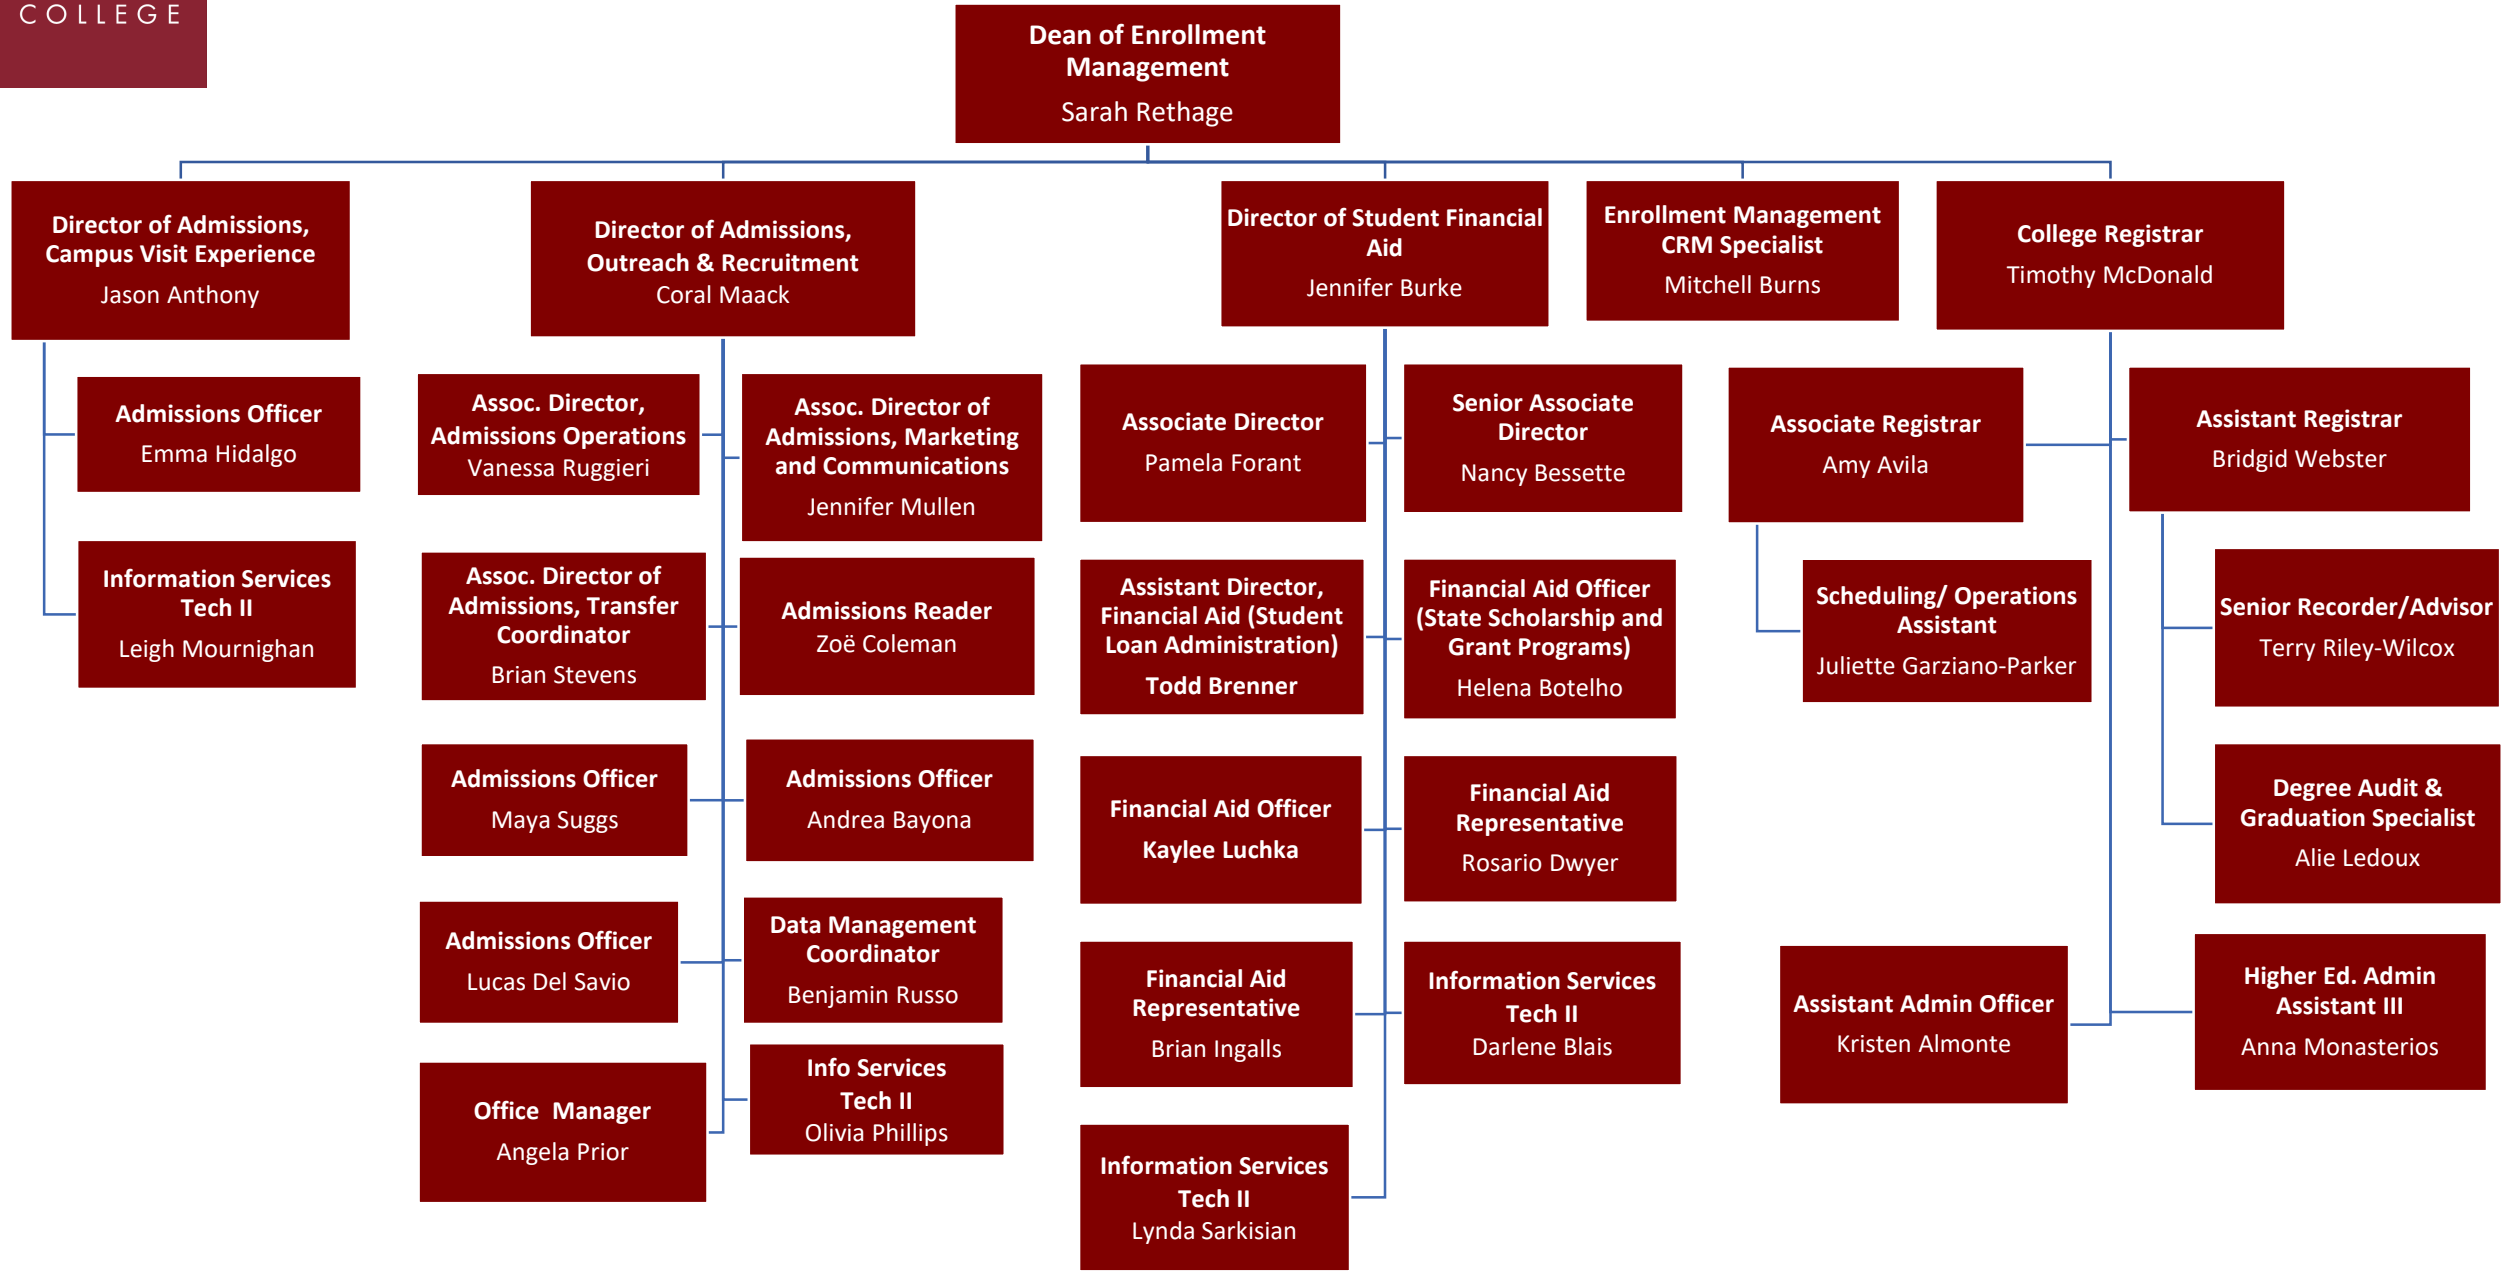 COLLEGE
Dean of Enrollment
Management
Sarah Rethage
Director of Admissions,
Campus Visit Experience
Jason Anthony
Director of Admissions,
Outreach & Recruitment
Coral Maack
Director of Student Financial
Aid
Jennifer Burke
Enrollment Management
CRM Specialist
Mitchell Burns
College Registrar
Timothy McDonald
Admissions Officer
Emma Hidalgo
Information Services
Tech II
Leigh Mournighan
Assoc. Director,
Admissions Operations
Vanessa Ruggieri
Assoc. Director of
Admissions, Marketing
and Communications
Jennifer Mullen
Assoc. Director of
Admissions, Transfer
Coordinator
Brian Stevens
Admissions Reader
Zoë Coleman
Admissions Officer
Maya Suggs
Admissions Officer
Andrea Bayona
Admissions Officer
Lucas Del Savio
Data Management
Coordinator
Benjamin Russo
Office  Manager
Angela Prior
Info Services
Tech II
Olivia Phillips
Associate Director
Pamela Forant
Senior Associate
Director
Nancy Bessette
Assistant Director,
Financial Aid (Student
Loan Administration)
Todd Brenner
Financial Aid Officer
(State Scholarship and
Grant Programs)
Helena Botelho
Financial Aid Officer
Kaylee Luchka
Financial Aid
Representative
Rosario Dwyer
Financial Aid
Representative
Brian Ingalls
Information Services
Tech II
Darlene Blais
Information Services
Tech II
Lynda Sarkisian
Associate Registrar
Amy Avila
Assistant Registrar
Bridgid Webster
Scheduling/ Operations
Assistant
Juliette Garziano-Parker
Senior Recorder/Advisor
Terry Riley-Wilcox
Degree Audit &
Graduation Specialist
Alie Ledoux
Assistant Admin Officer
Kristen Almonte
Higher Ed. Admin
Assistant III
Anna Monasterios